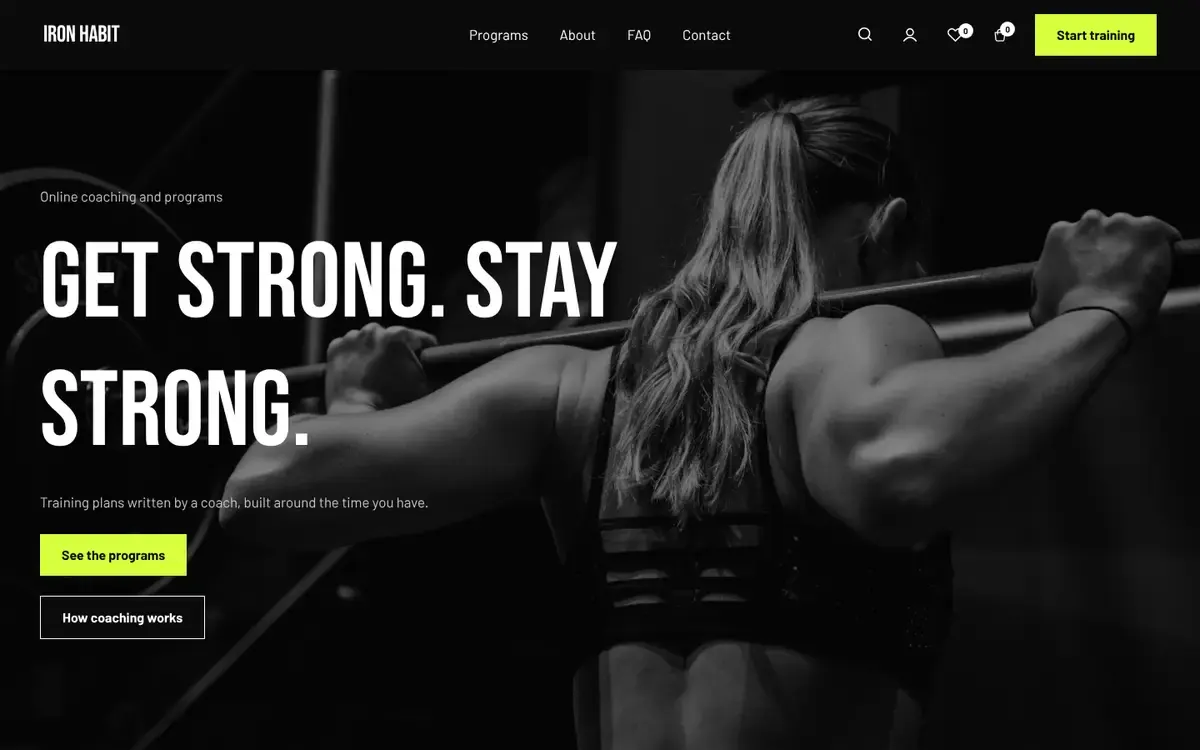 IRON HABIT
Programs About FAQ Contact
0 0
Start training
Online coaching and programs
GET STRONG. STAY
STRONG.
Training plans written by a coach, built around the time you have.
See the programs
How coaching works